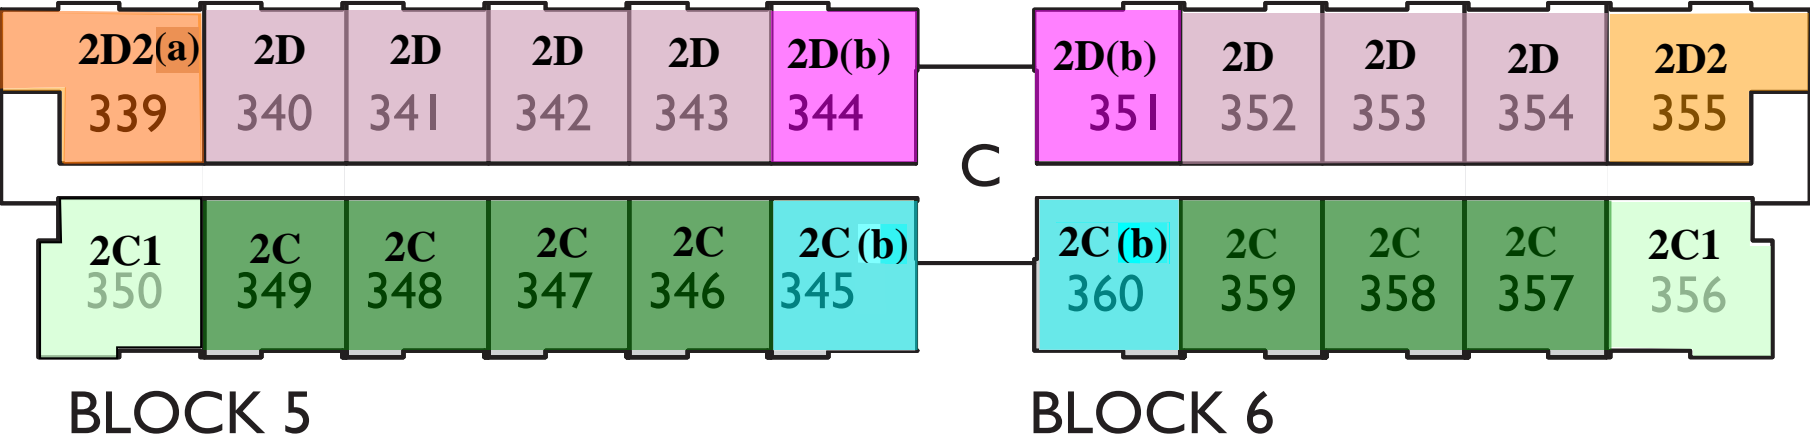 2D2(a) 2D 2D 2D 2D 2D(b) 2D(b) 2D 2D 2D 2D2
339 340 341 342 343 344 351 352 353 354 355
C
2C1 2C 2C 2C 2C 2C (b) 2C (b) 2C 2C 2C 2C1
350 349 348 347 346 345 360 359 358 357 356
BLOCK 5 BLOCK 6